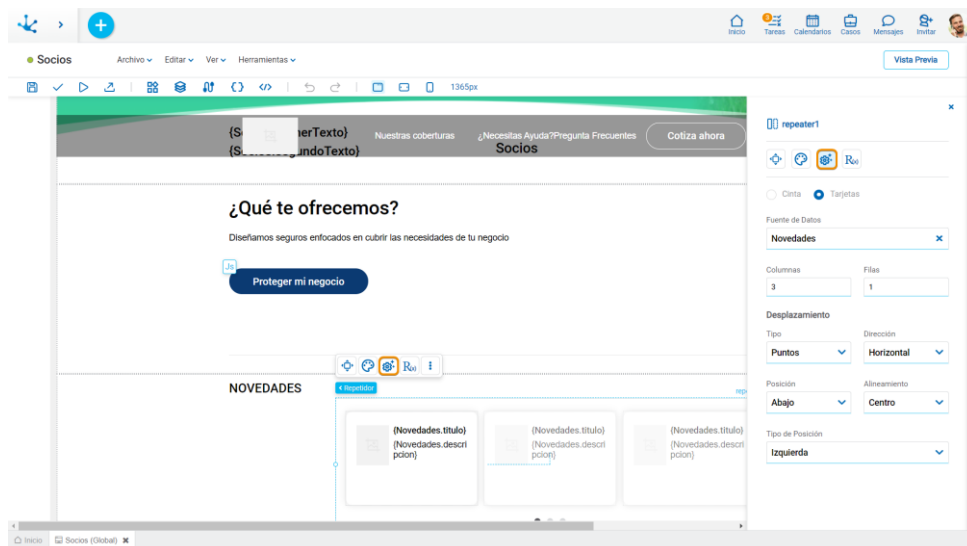 3
Inicio Tareas Calendarios Casos Mensajes Invitar
Socios Archivo Editar Ver Herramientas Vista Previa
1365px
{S nerTexto} Nuestras coberturas ¿Necesitas Ayuda?Pregunta Frecuentes Cotiza ahora
Socios
¿Qué te ofrecemos?
Diseñamos seguros enfocados en cubrir las necesidades de tu negocio
Js
Proteger mi negocio
R(x)
NOVEDADES
Repetidor
{Novedades.titulo} {Novedades.titulo} {Novedades.titulo}
{Novedades.descri {Novedades.descri {Novedades.descri
pcion} pcion} pcion}
repeater1
R(x)
Cinta Tarjetas
Fuente de Datos
Novedades
Columnas Filas
3 1
Desplazamiento
Tipo Dirección
Puntos Horizontal
Posición Alineamiento
Abajo Centro
Tipo de Posición
Izquierda
Inicio Socios (Global)